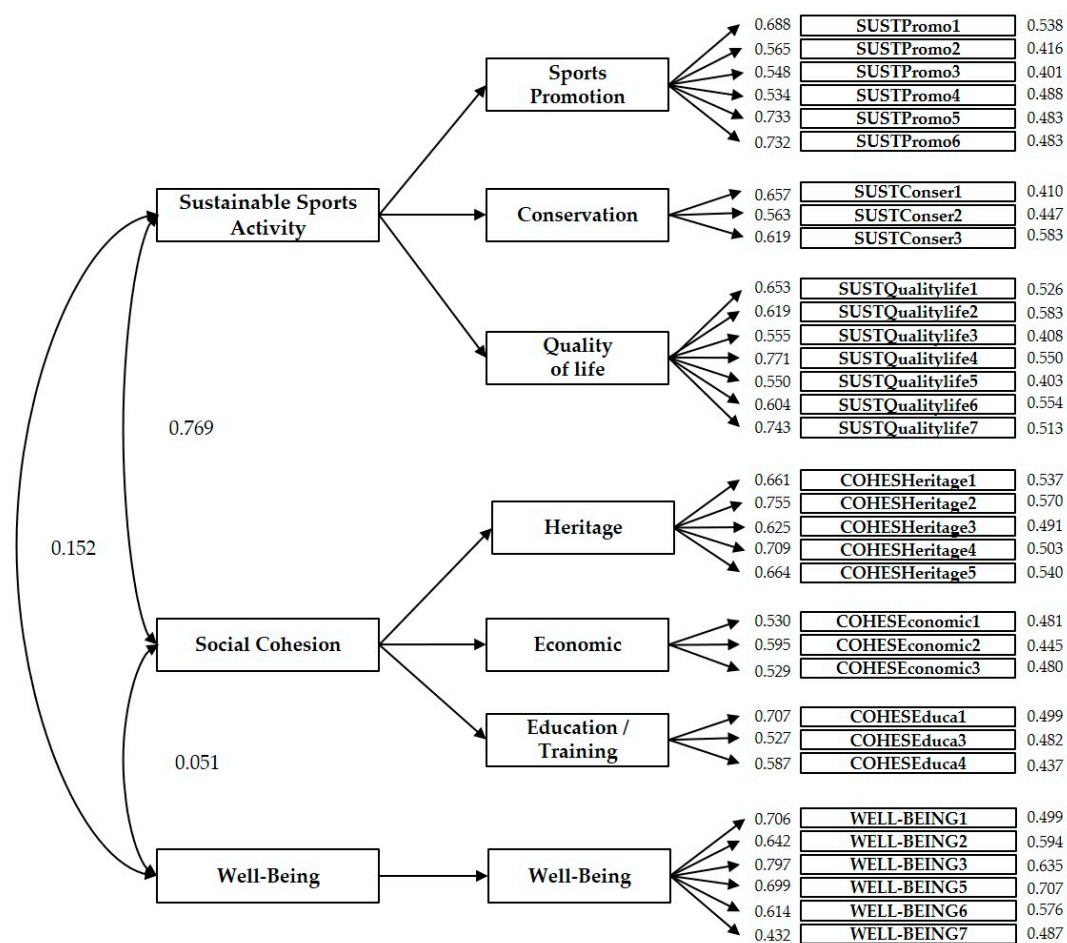 0.688 SUSTPromo1 0.538
0.565 SUSTPromo2 0.416
Sports
Promotion
0.548 SUSTPromo3 0.401
0.534 SUSTPromo4 0.488
0.733 SUSTPromo5 0.483
0.732 SUSTPromo6 0.483
Sustainable Sports
Activity
Conservation
0.657 SUSTConser1 0.410
0.563 SUSTConser2 0.447
0.619 SUSTConser3 0.583
Quality
of life
0.653 SUSTQualitylife1 0.526
0.619 SUSTQualitylife2 0.583
0.555 SUSTQualitylife3 0.408
0.771 SUSTQualitylife4 0.550
0.550 SUSTQualitylife5 0.403
0.604 SUSTQualitylife6 0.554
0.743 SUSTQualitylife7 0.513
0.769
0.152
Heritage
0.661 COHESHeritage1 0.537
0.755 COHESHeritage2 0.570
0.625 COHESHeritage3 0.491
0.709 COHESHeritage4 0.503
0.664 COHESHeritage5 0.540
Social Cohesion
Economic
0.530 COHESEconomic1 0.481
0.595 COHESEconomic2 0.445
0.529 COHESEconomic3 0.480
Education /
Training
0.707 COHESEduca1 0.499
0.527 COHESEduca3 0.482
0.587 COHESEduca4 0.437
0.051
Well-Being
Well-Being
0.706 WELL-BEING1 0.499
0.642 WELL-BEING2 0.594
0.797 WELL-BEING3 0.635
0.699 WELL-BEING5 0.707
0.614 WELL-BEING6 0.576
0.432 WELL-BEING7 0.487